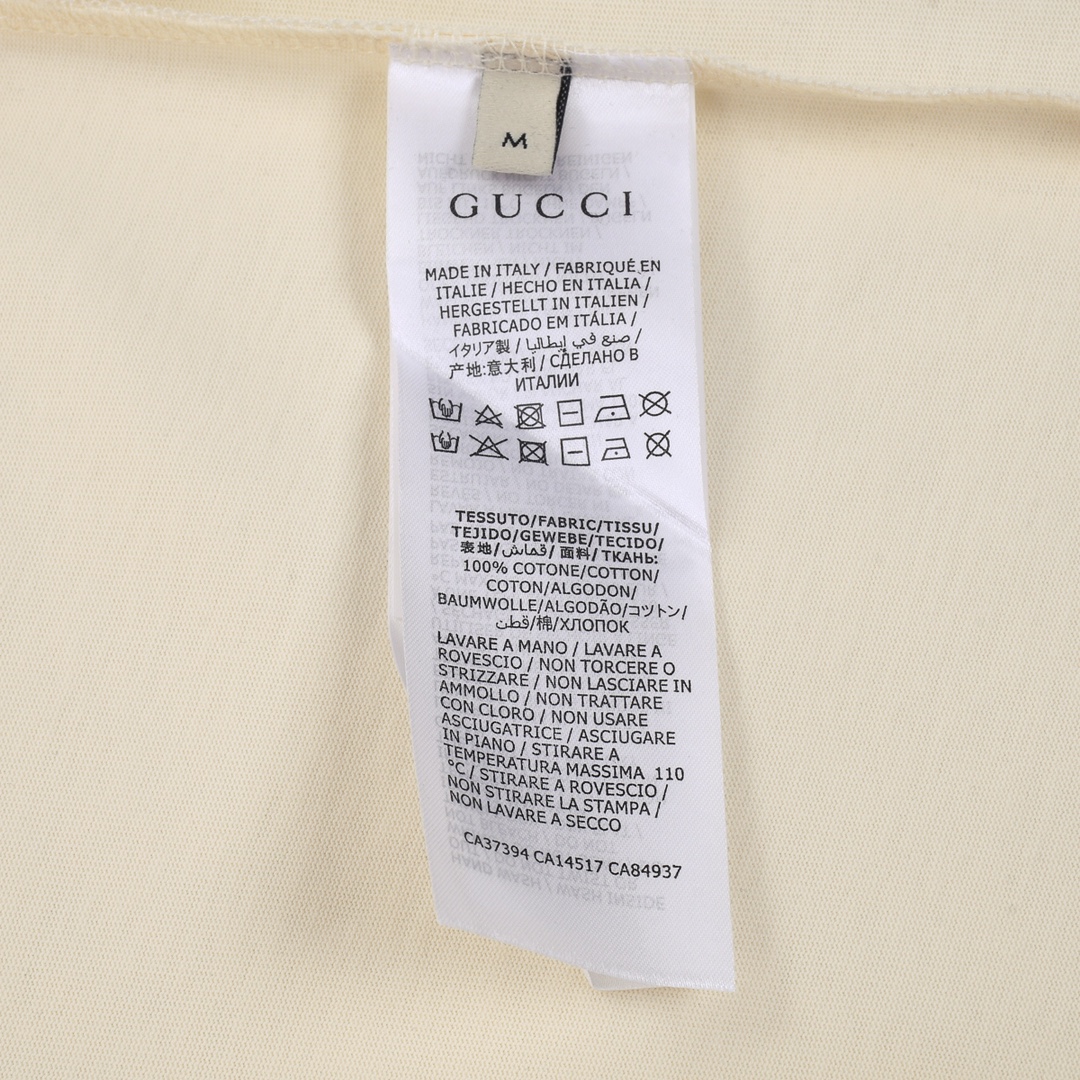 M
GUCCI
MADE IN ITALY / FABRIQUÉ EN
ITALIE / HECHO EN ITALIA /
HERGESTELLT IN ITALIEN /
FABRICADO EM ITÁLIA /
イタリア製 / صنع في إيطاليا /
产地:意大利 / СДЕЛАНО В
ИТАЛИИ
TESSUTO/FABRIC/TISSU/
TEJIDO/GEWEBE/TECIDO/
表地/قماش/ 面料/ТКАНЬ:
100% COTONE/COTTON/
COTON/ALGODON/
BAUMWOLLE/ALGODÃO/コツトン/
قطن/棉/ХЛОПОК
LAVARE A MANO / LAVARE A
ROVESCIO / NON TORCERE O
STRIZZARE / NON LASCIARE IN
AMMOLLO / NON TRATTARE
CON CLORO / NON USARE
ASCIUGATRICE / ASCIUGARE
IN PIANO / STIRARE A
TEMPERATURA MASSIMA 110
°C / STIRARE A ROVESCIO /
NON STIRARE LA STAMPA /
NON LAVARE A SECCO
CA37394 CA14517 CA84937